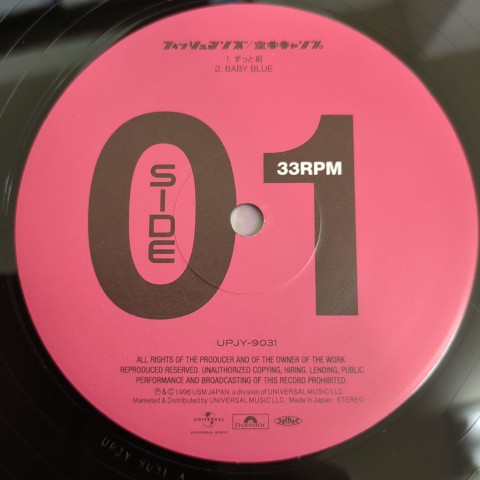 フィッシュマンズ／空中キャンプ
1. ずっと前
2. BABY BLUE
01
SIDE
33RPM
UPJY-9031
ALL RIGHTS OF THE PRODUCER AND OF THE OWNER OF THE WORK
REPRODUCED RESERVED. UNAUTHORIZED COPYING, HIRING, LENDING, PUBLIC
PERFORMANCE AND BROADCASTING OF THIS RECORD PROHIBITED.
Ⓟ&© 1996 USM JAPAN, a division of UNIVERSAL MUSIC LLC.
Marketed & Distributed by UNIVERSAL MUSIC LLC. Made in Japan. STEREO
UNIVERSAL
UNIVERSAL MUSIC
Polydor
UPJY 9031 A